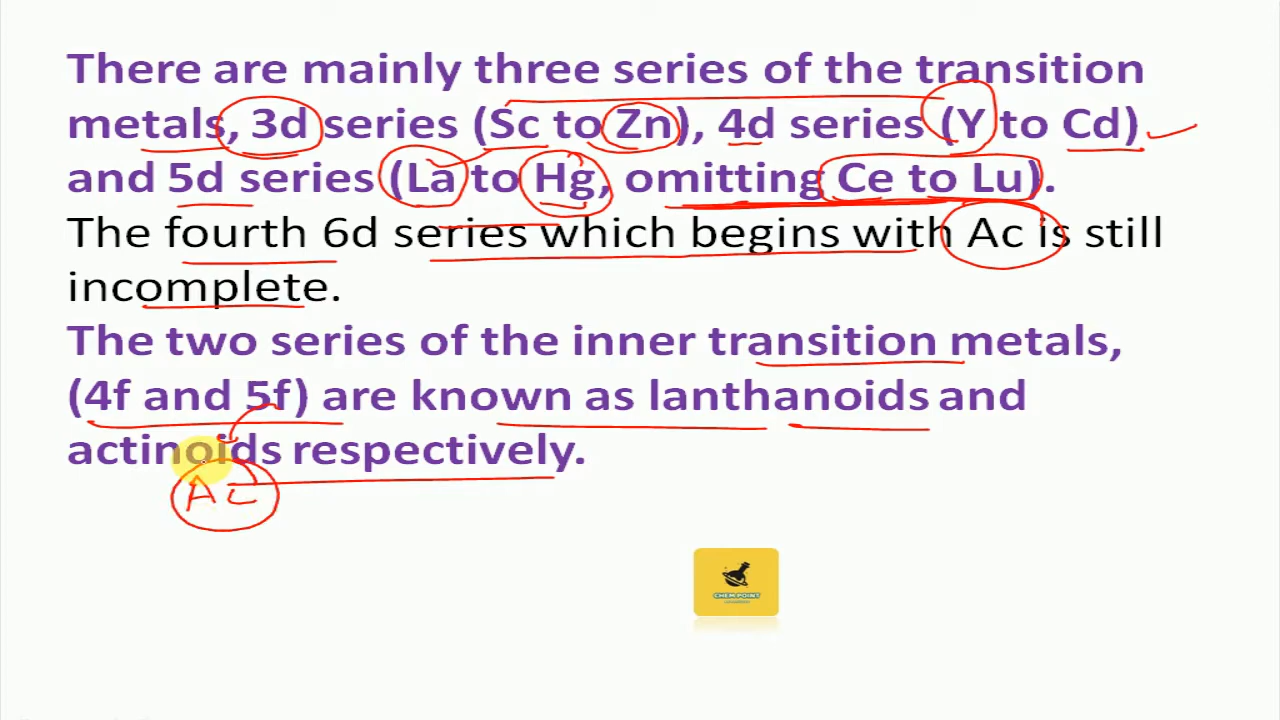 There are mainly three series of the transition
metals, 3d series (Sc to Zn), 4d series (Y to Cd)
and 5d series (La to Hg, omitting Ce to Lu).
The fourth 6d series which begins with Ac is still
incomplete.
The two series of the inner transition metals,
(4f and 5f) are known as lanthanoids and
actinoids respectively.
Ac
CHEM POINT